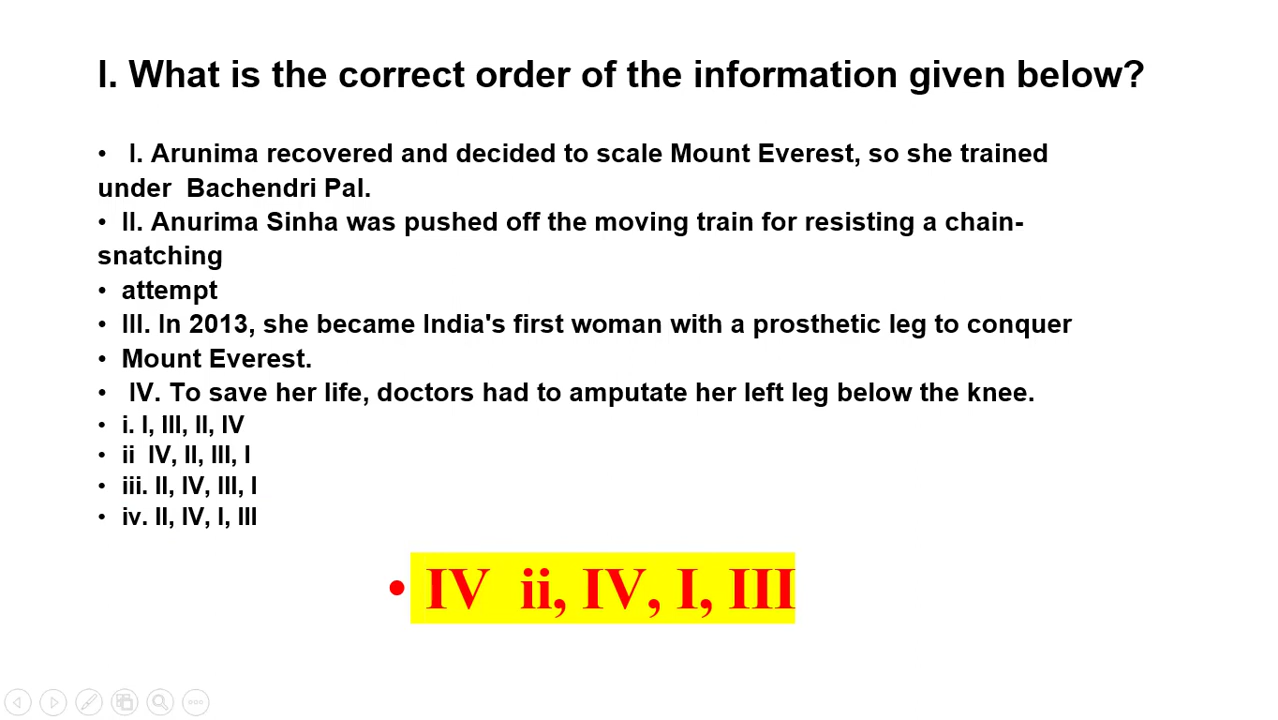 I. What is the correct order of the information given below?
• I. Arunima recovered and decided to scale Mount Everest, so she trained
under Bachendri Pal.
• II. Anurima Sinha was pushed off the moving train for resisting a chain-
snatching
• attempt
• III. In 2013, she became India's first woman with a prosthetic leg to conquer
• Mount Everest.
• IV. To save her life, doctors had to amputate her left leg below the knee.
• i. I, III, II, IV
• ii IV, II, III, I
• iii. II, IV, III, I
• iv. II, IV, I, III
• IV ii, IV, I, III